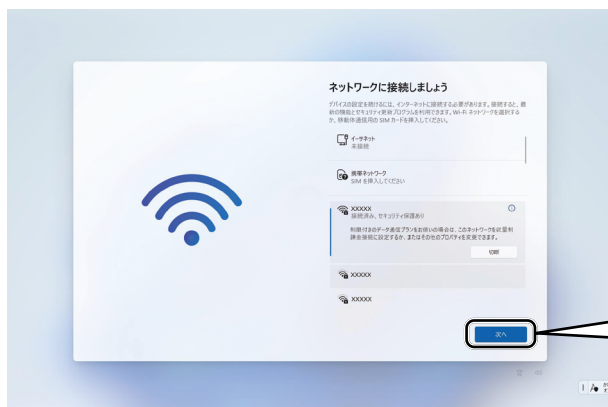 ネットワークに接続しましょう
デバイスの設定を続けるには、インターネットに接続する必要があります。接続すると、最
新の機能とセキュリティ更新プログラムを利用できます。Wi-Fi ネットワークを選択する
か、移動体通信用の SIM カードを挿入してください。
イーサネット
未接続
携帯ネットワーク
SIM を挿入してください
XXXXX
接続済み、セキュリティ保護あり
制限付きのデータ通信プランをお使いの場合は、このネットワークを従量制
課金接続に設定するか、またはその他のプロパティを変更できます。
切断
XXXXX
XXXXX
次へ